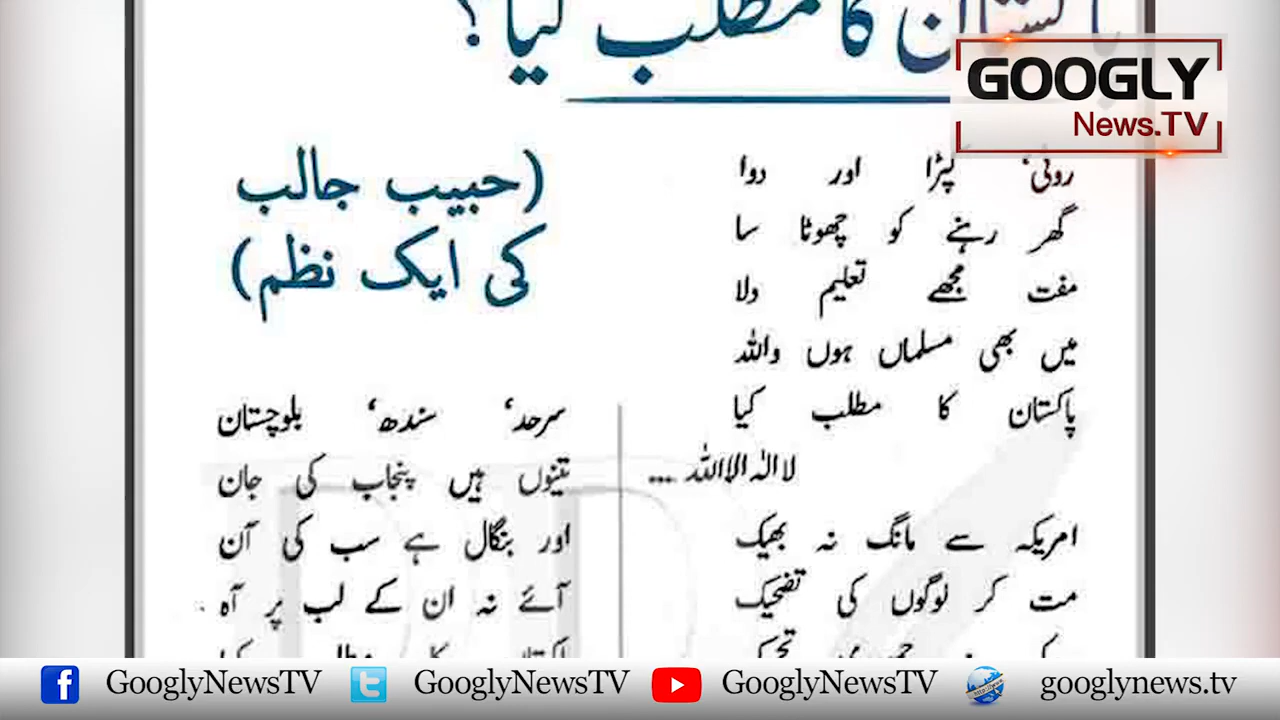 پاکستان کا مطلب کیا؟
GOOGLY
News.TV
(حبیب جالب
کی ایک نظم)
روٹی، کپڑا اور دوا
گھر رہنے کو چھوٹا سا
مفت مجھے تعلیم دلا
میں بھی مسلماں ہوں واللہ
پاکستان کا مطلب کیا
لا الہ الا اللہ ...
امریکہ سے مانگ نہ بھیک
مت کر لوگوں کی تضحیک
سرحد، سندھ، بلوچستان
تینوں ہیں پنجاب کی جان
اور بنگال ہے سب کی آن
آئے نہ ان کے لب پر آہ
GooglyNewsTV
GooglyNewsTV
GooglyNewsTV
googlynews.tv